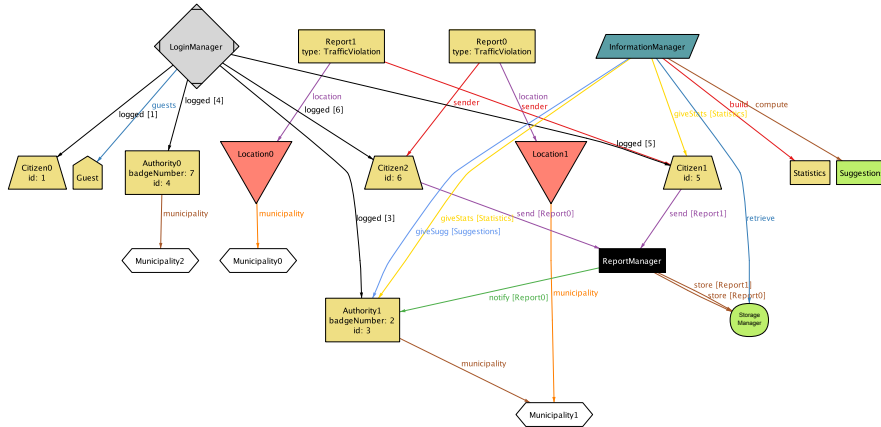 LoginManager
Report1
type: TrafficViolation
Report0
type: TrafficViolation
InformationManager
guests
logged [1]
logged [4]
location
logged [6]
sender
location
sender
giveStats [Statistics]
build
compute
logged [5]
Citizen0
id: 1
Guest
Authority0
badgeNumber: 7
id: 4
Location0
Citizen2
id: 6
Location1
Citizen1
id: 5
Statistics
Suggestions
municipality
municipality
logged [3]
giveStats [Statistics]
giveSugg [Suggestions]
send [Report0]
send [Report1]
retrieve
Municipality2
Municipality0
ReportManager
notify [Report0]
municipality
store [Report1]
store [Report0]
Authority1
badgeNumber: 2
id: 3
Storage
Manager
municipality
Municipality1